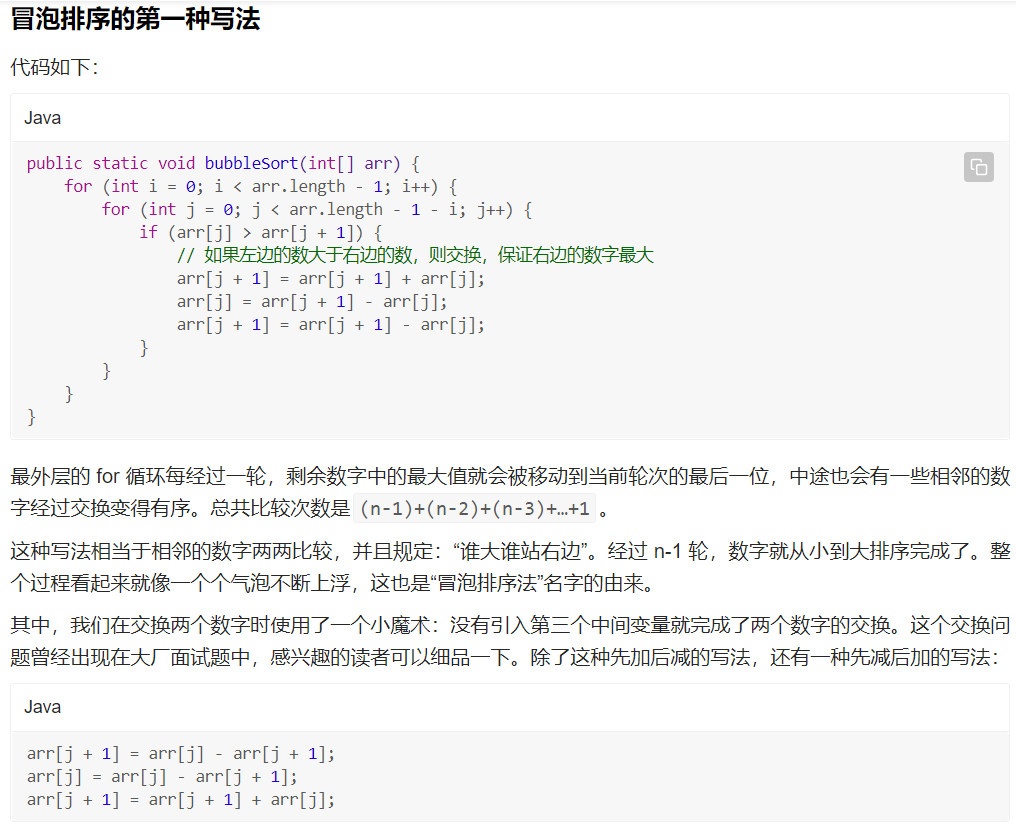 冒泡排序的第一种写法
代码如下：
Java
public static void bubbleSort(int[] arr) {
    for (int i = 0; i < arr.length - 1; i++) {
        for (int j = 0; j < arr.length - 1 - i; j++) {
            if (arr[j] > arr[j + 1]) {
                // 如果左边的数大于右边的数，则交换，保证右边的数字最大
                arr[j + 1] = arr[j + 1] + arr[j];
                arr[j] = arr[j + 1] - arr[j];
                arr[j + 1] = arr[j + 1] - arr[j];
            }
        }
    }
}
最外层的 for 循环每经过一轮，剩余数字中的最大值就会被移动到当前轮次的最后一位，中途也会有一些相邻的数
字经过交换变得有序。总共比较次数是 (n-1)+(n-2)+(n-3)+…+1 。
这种写法相当于相邻的数字两两比较，并且规定：“谁大谁站右边”。经过 n-1 轮，数字就从小到大排序完成了。整
个过程看起来就像一个个气泡不断上浮，这也是“冒泡排序法”名字的由来。
其中，我们在交换两个数字时使用了一个小魔术：没有引入第三个中间变量就完成了两个数字的交换。这个交换问
题曾经出现在大厂面试题中，感兴趣的读者可以细品一下。除了这种先加后减的写法，还有一种先减后加的写法：
Java
arr[j + 1] = arr[j] - arr[j + 1];
arr[j] = arr[j] - arr[j + 1];
arr[j + 1] = arr[j + 1] + arr[j];